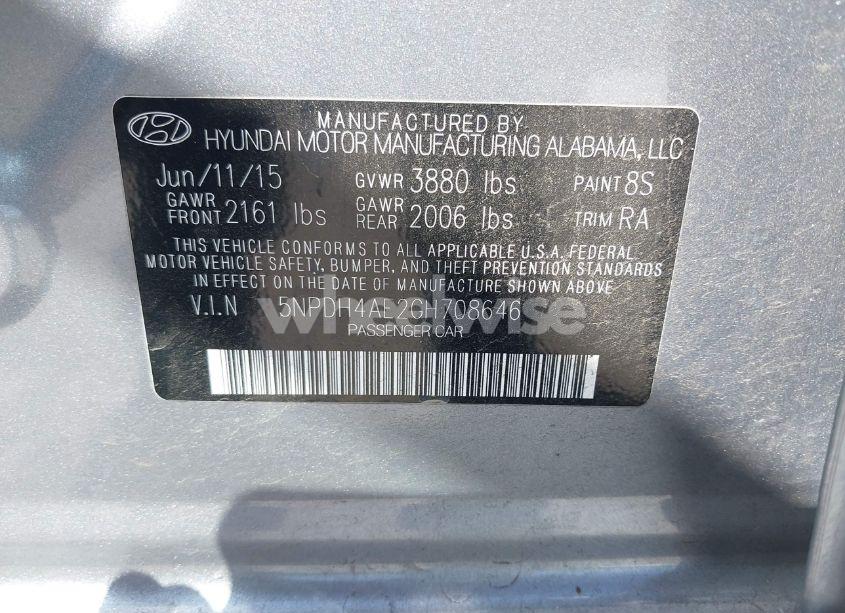 MANUFACTURED BY
HYUNDAI MOTOR MANUFACTURING ALABAMA, LLC
Jun/11/15 GVWR 3880 lbs PAINT 8S
GAWR FRONT 2161 lbs GAWR REAR 2006 lbs TRIM RA
THIS VEHICLE CONFORMS TO ALL APPLICABLE U.S.A. FEDERAL
MOTOR VEHICLE SAFETY, BUMPER, AND THEFT PREVENTION STANDARDS
IN EFFECT ON THE DATE OF MANUFACTURE SHOWN ABOVE.
V.I.N 5NPDH4AE2GH708646
wheelwise
PASSENGER CAR